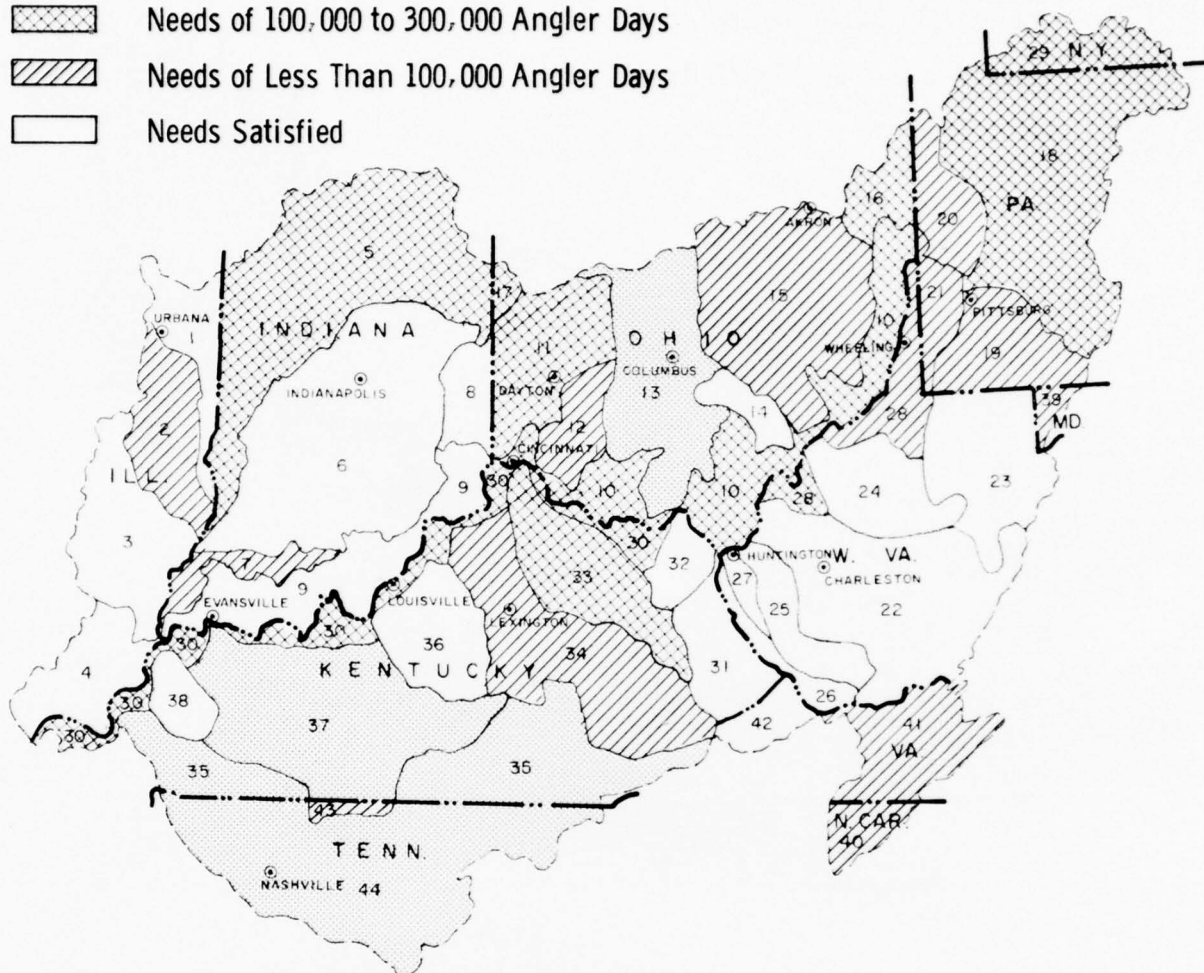 Needs of 100,000 to 300,000 Angler Days
Needs of Less Than 100,000 Angler Days
Needs Satisfied
29 N Y.
18
PA
16
AKRON
20
5
17
15
21
PITTSBURG
URBANA
1
INDIANA
11
OHIO
10
WHEELING
19
COLUMBUS
INDIANAPOLIS
8
DAYTON
13
28
39
MD.
2
12
14
CINCINNATI
6
ILL.
9
30
10
10
28
24
23
3
30
32
HUNTINGTON
W. VA.
7
33
27
CHARLESTON
9
LOUISVILLE
25
22
EVANSVILLE
LEXINGTON
30
30
36
34
KENTUCKY
31
4
38
26
30
42
41
30
37
VA
35
35
43
N. CAR.
40
TENN.
NASHVILLE 44